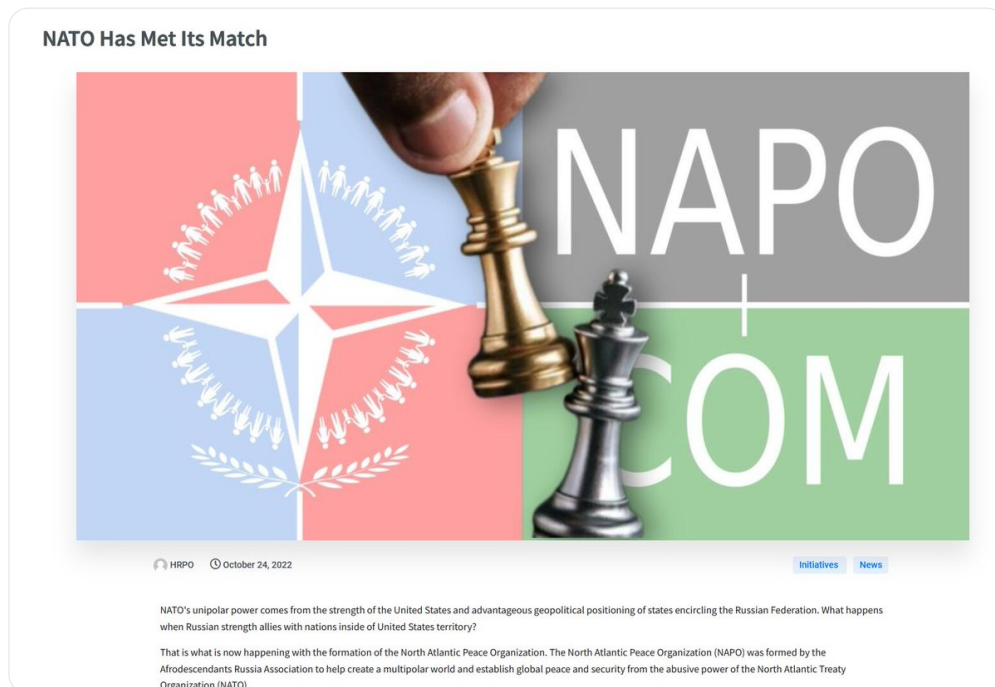 NATO Has Met Its Match
NAPO
COM
HRPO October 24, 2022 Initiatives News
NATO's unipolar power comes from the strength of the United States and advantageous geopolitical positioning of states encircling the Russian Federation. What happens
when Russian strength allies with nations inside of United States territory?
That is what is now happening with the formation of the North Atlantic Peace Organization. The North Atlantic Peace Organization (NAPO) was formed by the
Afrodescendants Russia Association to help create a multipolar world and establish global peace and security from the abusive power of the North Atlantic Treaty
Organization (NATO)